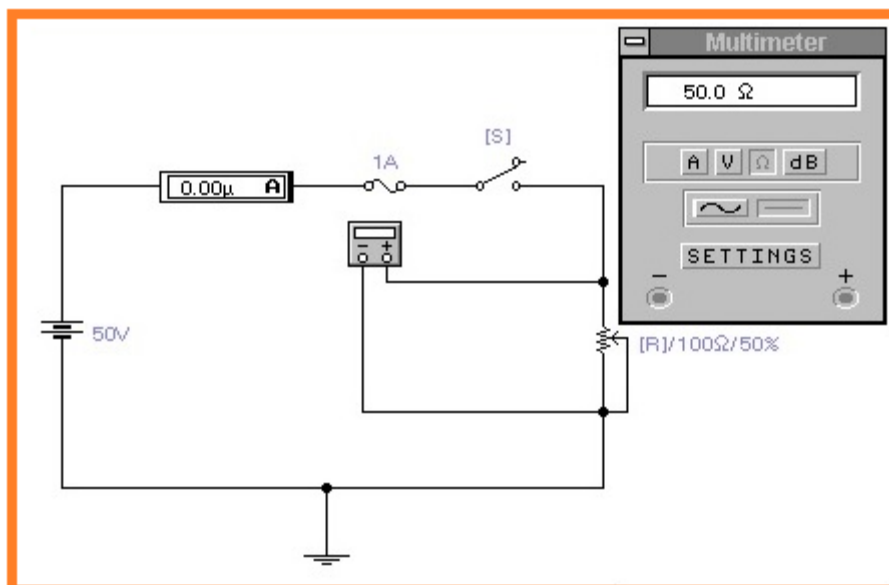 Multimeter
50.0 Ω
[S]
1A
A V Ω dB
0.00µ A
SETTINGS
- +
- +
50V
[R]/100Ω/50%